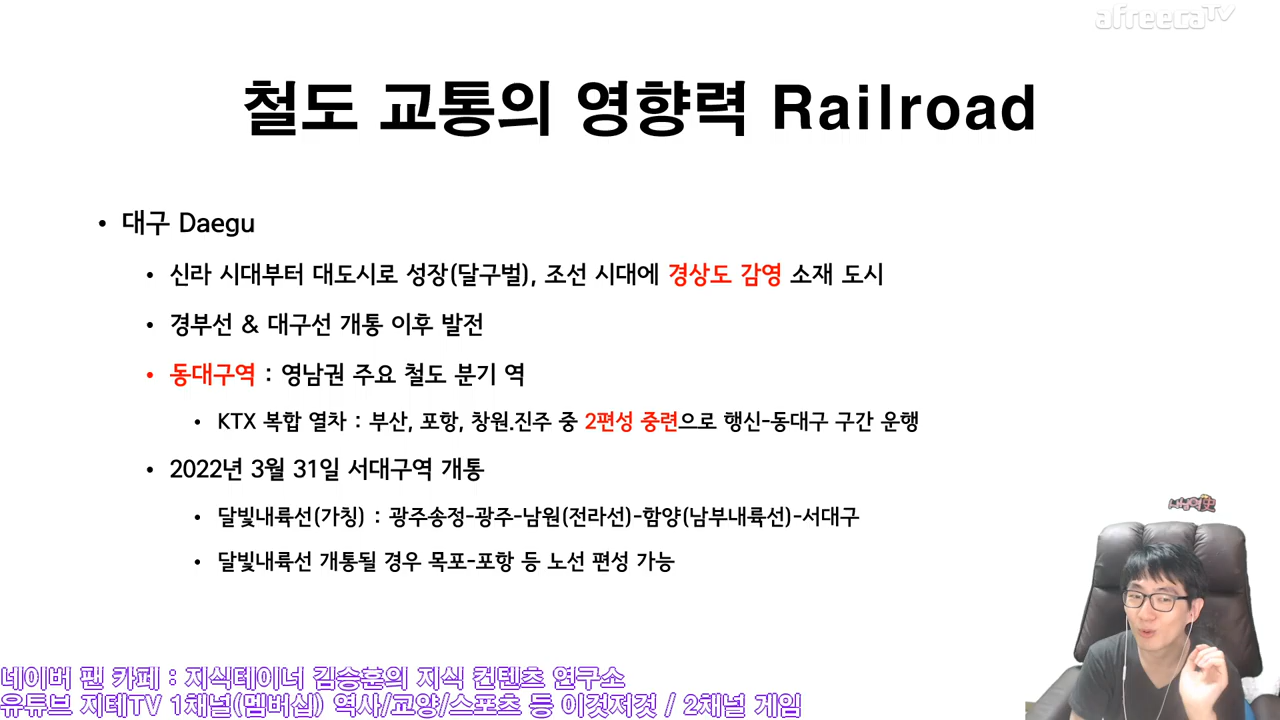 afreecaTV
철도 교통의 영향력 Railroad
• 대구 Daegu
• 신라 시대부터 대도시로 성장(달구벌), 조선 시대에 경상도 감영 소재 도시
• 경부선 & 대구선 개통 이후 발전
• 동대구역 : 영남권 주요 철도 분기 역
• KTX 복합 열차 : 부산, 포항, 창원.진주 중 2편성 중련으로 행신-동대구 구간 운행
• 2022년 3월 31일 서대구역 개통
• 달빛내륙선(가칭) : 광주송정-광주-남원(전라선)-함양(남부내륙선)-서대구
• 달빛내륙선 개통될 경우 목포-포항 등 노선 편성 가능
네이버 팬 카페 : 지식테이너 김승훈의 지식 컨텐츠 연구소
유튜브 지테TV 1채널(멤버십) 역사/교양/스포츠 등 이것저것 / 2채널 게임